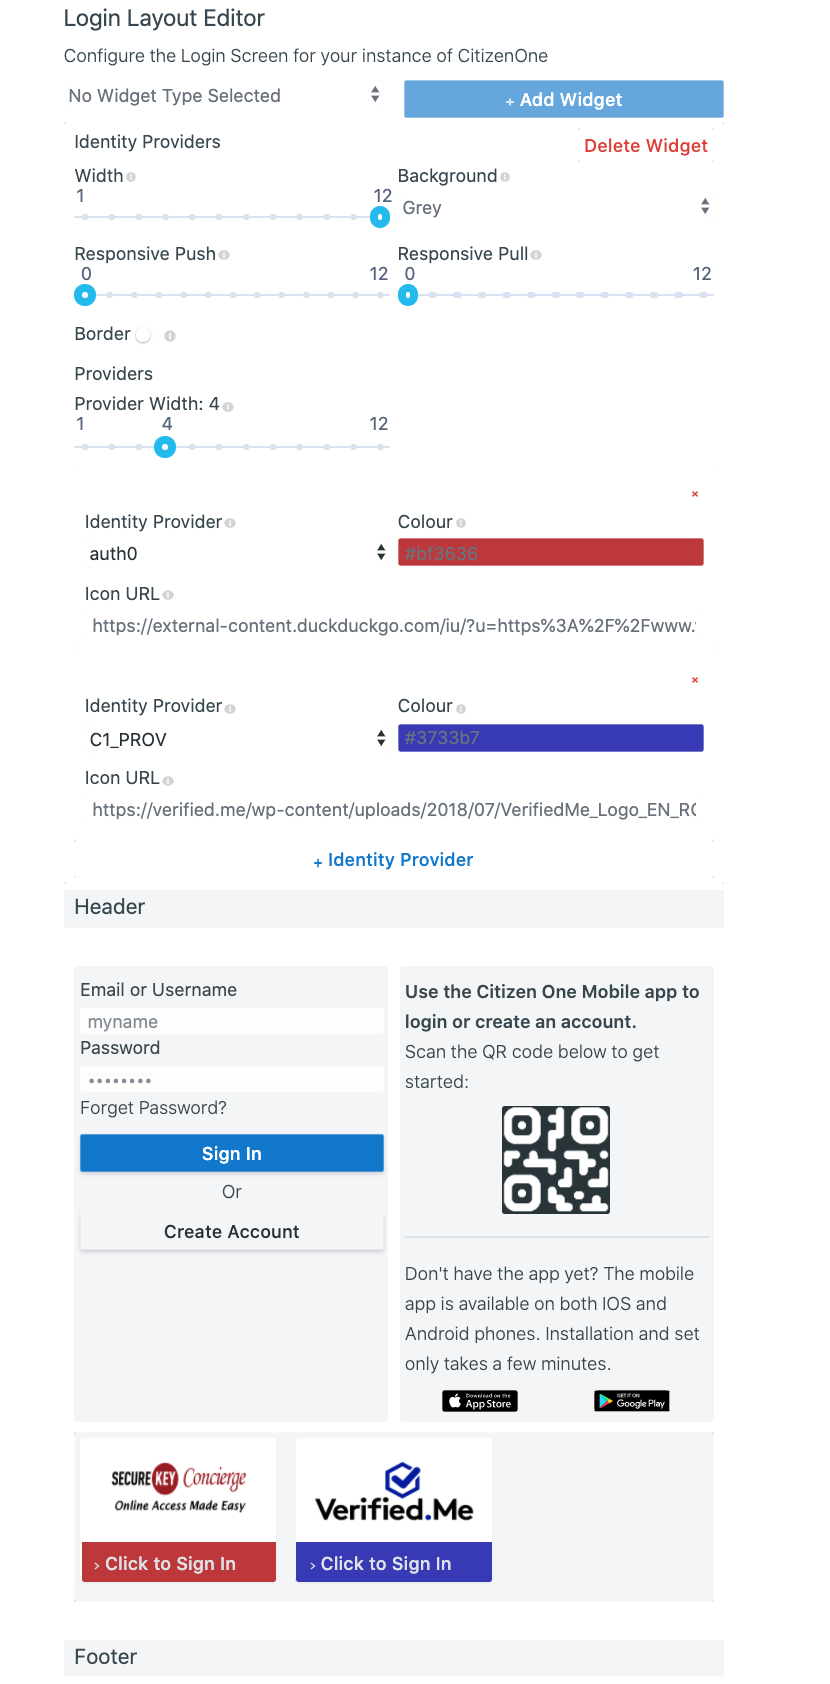 Login Layout Editor
Configure the Login Screen for your instance of CitizenOne
No Widget Type Selected
+ Add Widget
Identity Providers
Delete Widget
Width
Background
1 12
Grey
Responsive Push
Responsive Pull
0 12
0 12
Border
Providers
Provider Width: 4
1 4 12
×
Identity Provider
Colour
auth0
#bf3636
Icon URL
https://external-content.duckduckgo.com/iu/?u=https%3A%2F%2Fwww.
×
Identity Provider
Colour
C1_PROV
#3733b7
Icon URL
https://verified.me/wp-content/uploads/2018/07/VerifiedMe_Logo_EN_RG
+ Identity Provider
Header
Email or Username
myname
Password
••••••••
Forget Password?
Sign In
Or
Create Account
Use the Citizen One Mobile app to
login or create an account.
Scan the QR code below to get
started:
Don't have the app yet? The mobile
app is available on both IOS and
Android phones. Installation and set
only takes a few minutes.
Download on the
App Store
GET IT ON
Google Play
SECUREKEY Concierge
Online Access Made Easy
› Click to Sign In
Verified.Me
› Click to Sign In
Footer